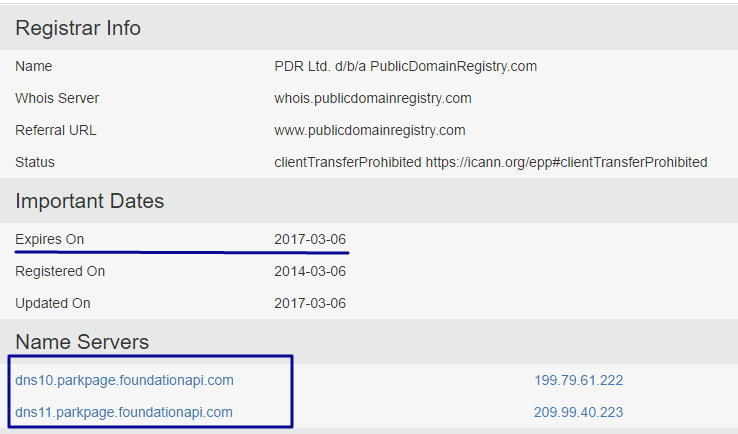 Registrar Info
Name PDR Ltd. d/b/a PublicDomainRegistry.com
Whois Server whois.publicdomainregistry.com
Referral URL www.publicdomainregistry.com
Status clientTransferProhibited https://icann.org/epp#clientTransferProhibited
Important Dates
Expires On 2017-03-06
Registered On 2014-03-06
Updated On 2017-03-06
Name Servers
dns10.parkpage.foundationapi.com 199.79.61.222
dns11.parkpage.foundationapi.com 209.99.40.223